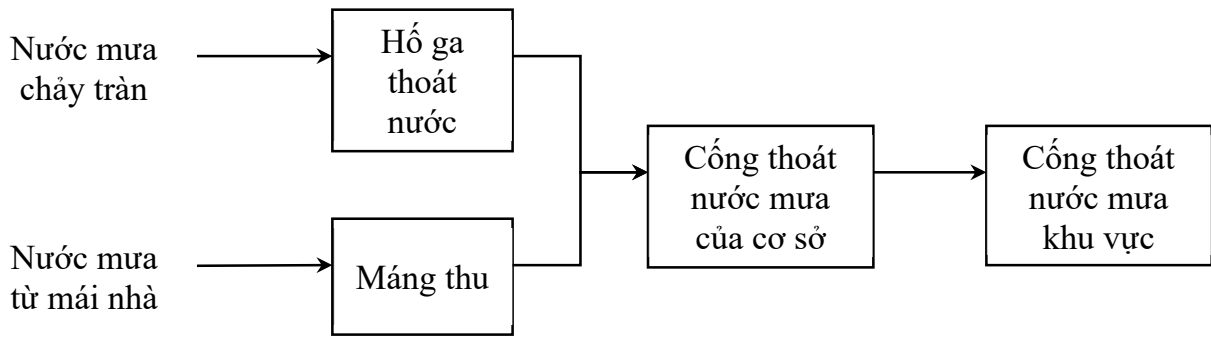 Nước mưa
chảy tràn
Hố ga
thoát
nước
Nước mưa
từ mái nhà
Máng thu
Cống thoát
nước mưa
của cơ sở
Cống thoát
nước mưa
khu vực